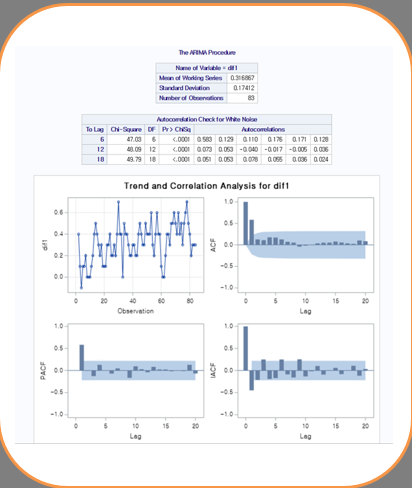 The ARIMA Procedure
Name of Variable = dif1
Mean of Working Series 0.316867
Standard Deviation 0.17412
Number of Observations 83
Autocorrelation Check for White Noise
To Lag Chi-Square DF Pr > ChiSq Autocorrelations
6 47.03 6 <.0001 0.583 0.129 0.110 0.176 0.171 0.128
12 48.09 12 <.0001 0.073 0.053 -0.040 -0.017 -0.005 0.036
18 49.79 18 <.0001 0.051 0.053 0.078 0.055 0.036 0.024
Trend and Correlation Analysis for dif1
dif1
0.6
0.4
0.2
0.0
0 20 40 60 80
Observation
ACF
1.0
0.5
0.0
-0.5
-1.0
0 5 10 15 20
Lag
PACF
1.0
0.5
0.0
-0.5
-1.0
0 5 10 15 20
Lag
IACF
1.0
0.5
0.0
-0.5
-1.0
0 5 10 15 20
Lag